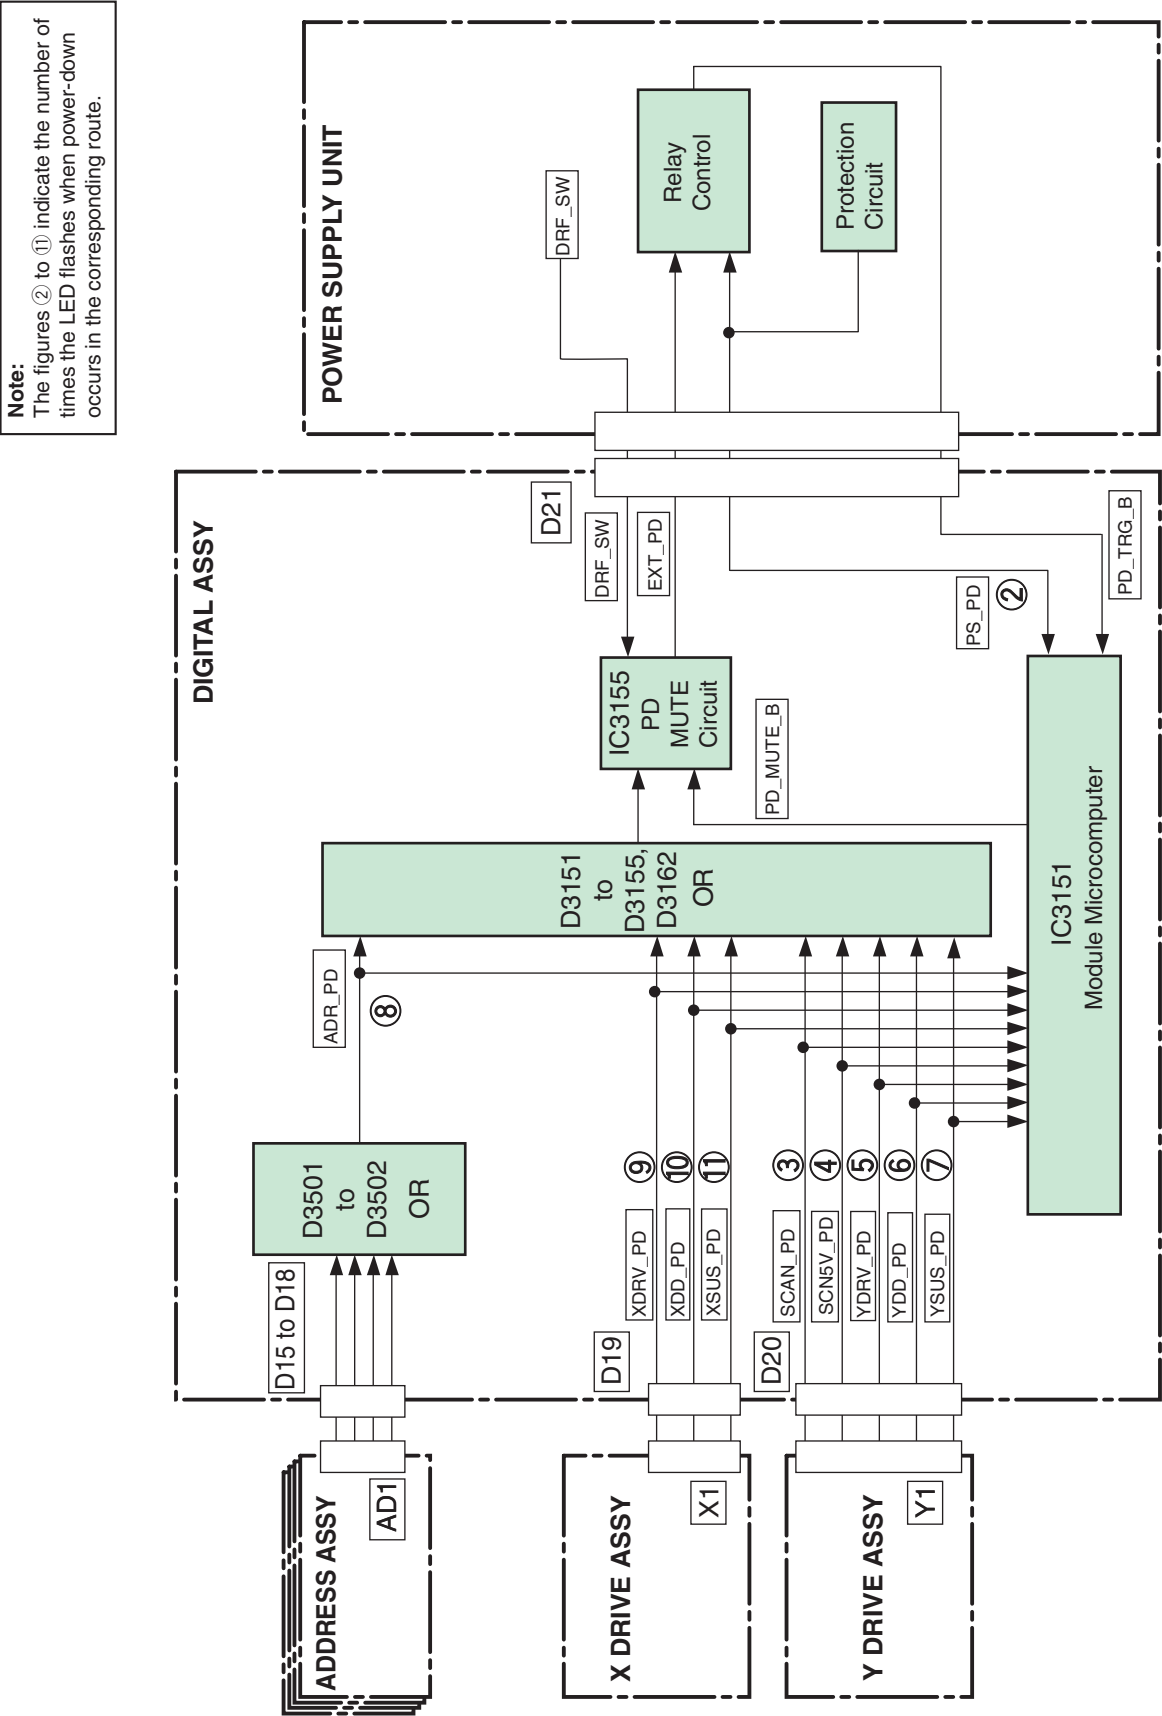 Note:
The figures ② to ⑪ indicate the number of
times the LED flashes when power-down
occurs in the corresponding route.
ADDRESS ASSY
AD1
D15 to D18
D3501
to
D3502
OR
ADR_PD
⑧
DIGITAL ASSY
X DRIVE ASSY
X1
D19
XDRV_PD
⑨
XDD_PD
⑩
XSUS_PD
⑪
Y DRIVE ASSY
Y1
D20
SCAN_PD
③
SCN5V_PD
④
YDRV_PD
⑤
YDD_PD
⑥
YSUS_PD
⑦
D3151
to
D3155,
D3162
OR
IC3155
PD
MUTE
Circuit
PD_MUTE_B
IC3151
Module Microcomputer
D21
DRF_SW
EXT_PD
PS_PD
②
PD_TRG_B
POWER SUPPLY UNIT
DRF_SW
Relay
Control
Protection
Circuit